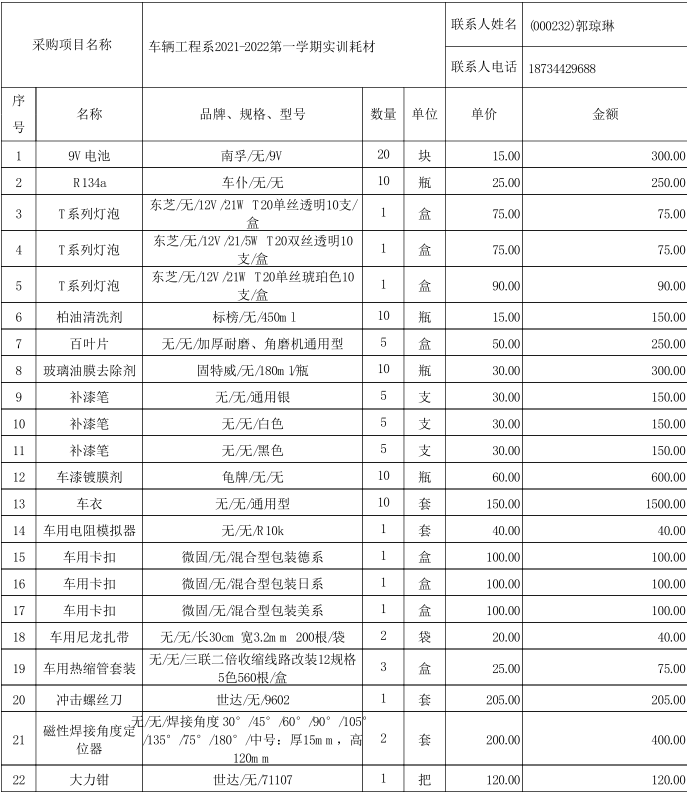 采购项目名称 车辆工程系2021-2022第一学期实训耗材 联系人姓名 (000232)郭琼琳
联系人电话 18734429688
序号 名称 品牌、规格、型号 数量 单位 单价 金额
1 9V电池 南孚/无/9V 20 块 15.00 300.00
2 R134a 车仆/无/无 10 瓶 25.00 250.00
3 T系列灯泡 东芝/无/12V/21W T20单丝透明10支/
盒 1 盒 75.00 75.00
4 T系列灯泡 东芝/无/12V/21/5W T20双丝透明10
支/盒 1 盒 75.00 75.00
5 T系列灯泡 东芝/无/12V/21W T20单丝琥珀色10
支/盒 1 盒 90.00 90.00
6 柏油清洗剂 标榜/无/450ml 10 瓶 15.00 150.00
7 百叶片 无/无/加厚耐磨、角磨机通用型 5 盒 50.00 250.00
8 玻璃油膜去除剂 固特威/无/180ml/瓶 10 瓶 30.00 300.00
9 补漆笔 无/无/通用银 5 支 30.00 150.00
10 补漆笔 无/无/白色 5 支 30.00 150.00
11 补漆笔 无/无/黑色 5 支 30.00 150.00
12 车漆镀膜剂 龟牌/无/无 10 瓶 60.00 600.00
13 车衣 无/无/通用型 10 套 150.00 1500.00
14 车用电阻模拟器 无/无/R10k 1 套 40.00 40.00
15 车用卡扣 微固/无/混合型包装德系 1 盒 100.00 100.00
16 车用卡扣 微固/无/混合型包装日系 1 盒 100.00 100.00
17 车用卡扣 微固/无/混合型包装美系 1 盒 100.00 100.00
18 车用尼龙扎带 无/无/长30cm 宽3.2mm 200根/袋 2 袋 20.00 40.00
19 车用热缩管套装 无/无/三联二倍收缩线路改装12规格
5色560根/盒 3 盒 25.00 75.00
20 冲击螺丝刀 世达/无/9602 1 套 205.00 205.00
21 磁性焊接角度定
位器 无/无/焊接角度 30°/45°/60°/90°/105°
/135°/75°/180°/中号：厚15mm，高
120mm 2 套 200.00 400.00
22 大力钳 世达/无/71107 1 把 120.00 120.00